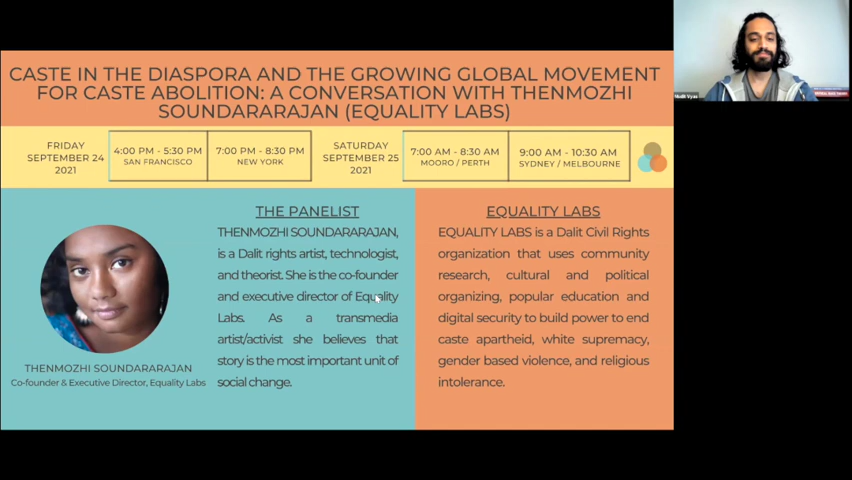 CASTE IN THE DIASPORA AND THE GROWING GLOBAL MOVEMENT
FOR CASTE ABOLITION: A CONVERSATION WITH THENMOZHI
SOUNDARARAJAN (EQUALITY LABS)
FRIDAY
SEPTEMBER 24
2021
4:00 PM - 5:30 PM
SAN FRANCISCO
7:00 PM - 8:30 PM
NEW YORK
SATURDAY
SEPTEMBER 25
2021
7:00 AM - 8:30 AM
MOORO / PERTH
9:00 AM - 10:30 AM
SYDNEY / MELBOURNE
THENMOZHI SOUNDARARAJAN
Co-founder & Executive Director, Equality Labs
THE PANELIST
THENMOZHI SOUNDARARAJAN,
is a Dalit rights artist, technologist,
and theorist. She is the co-founder
and executive director of Equality
Labs. As a transmedia
artist/activist she believes that
story is the most important unit of
social change.
EQUALITY LABS
EQUALITY LABS is a Dalit Civil Rights
organization that uses community
research, cultural and political
organizing, popular education and
digital security to build power to end
caste apartheid, white supremacy,
gender based violence, and religious
intolerance.